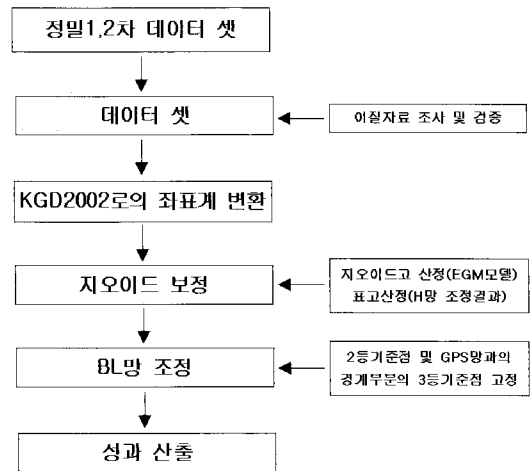 정밀1,2차 데이터 셋
데이터 셋
이질자료 조사 및 검증
KGD2002로의 좌표계 변환
지오이드 보정
지오이드고 산정(EGM모델)
표고산정(H망 조정결과)
BL망 조정
2등기준점 및 GPS망과의
경계부분의 3등기준점 고정
성과 산출